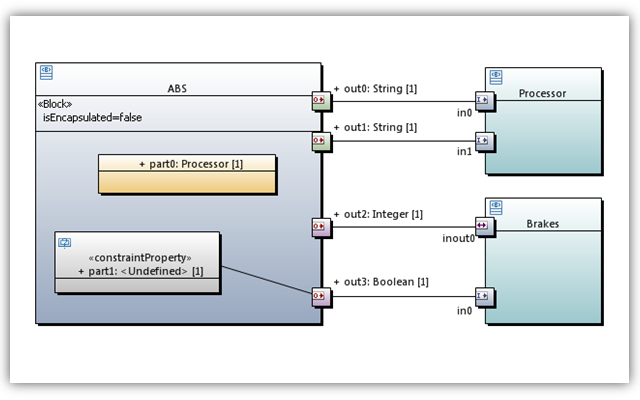 ABS
«Block»
isEncapsulated=false
+ part0: Processor [1]
«constraintProperty»
+ part1: <Undefined> [1]
+ out0: String [1]
+ out1: String [1]
+ out2: Integer [1]
+ out3: Boolean [1]
Processor
in0
in1
Brakes
inout0
in0